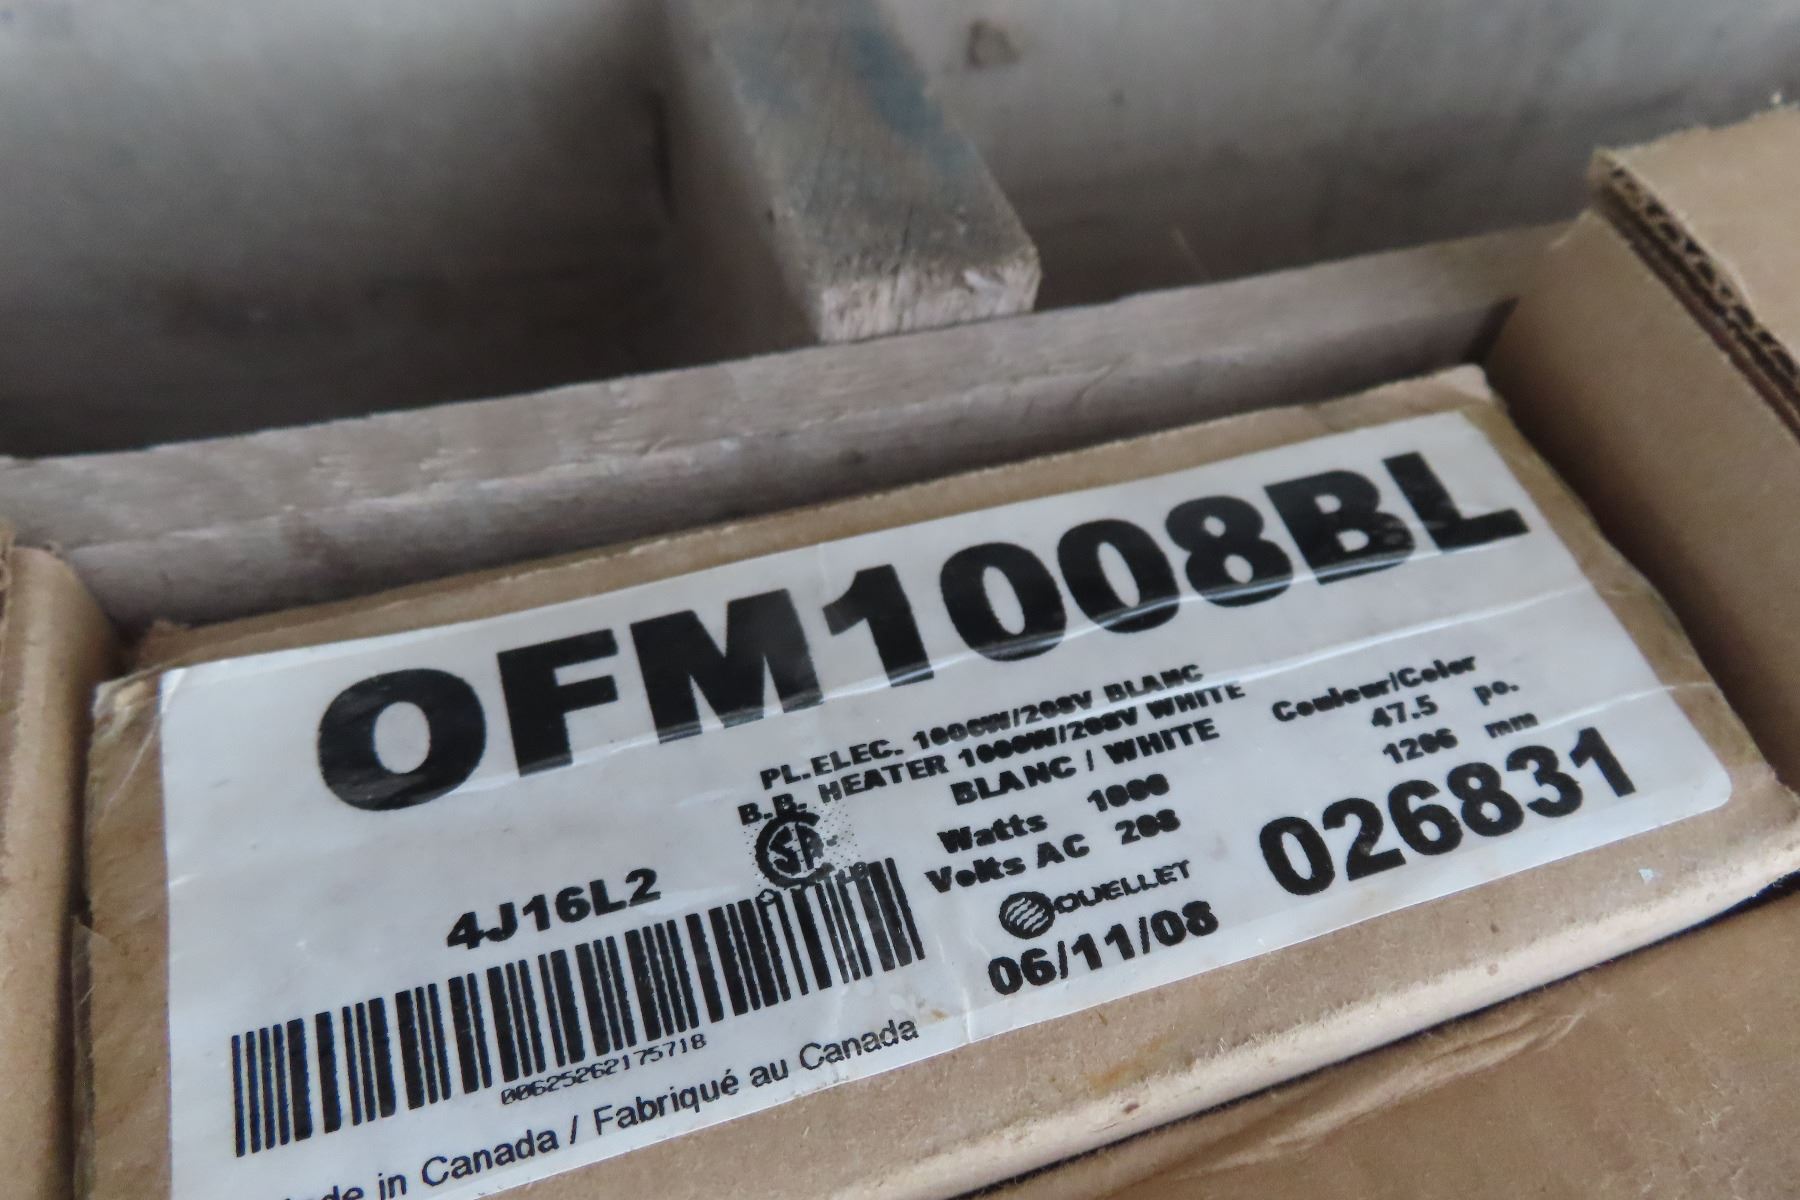 OFM1008BL
PL.ELEC. 1000W/208V BLANC
B.B. HEATER 1000W/208V WHITE
BLANC / WHITE
Couleur/Color
47.5 po.
1206 mm
Watts 1000
Volts AC 208
4J16L2
OUELLET
026831
06/11/08
00625262175718
in Canada / Fabriqué au Canada